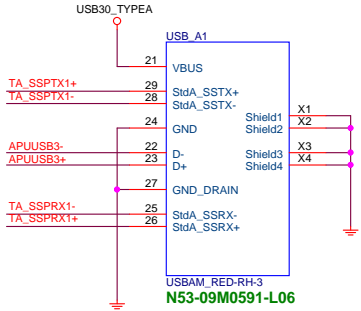 USB30_TYPEA
USB_A1
21 VBUS
TA_SSPTX1+ 29 StdA_SSTX+
TA_SSPTX1- 28 StdA_SSTX-
24 GND
Shield1 X1
Shield2 X2
APUUSB3- 22 D-
APUUSB3+ 23 D+
Shield3 X3
Shield4 X4
27 GND_DRAIN
TA_SSPRX1- 25 StdA_SSRX-
TA_SSPRX1+ 26 StdA_SSRX+
USBAM_RED-RH-3
N53-09M0591-L06